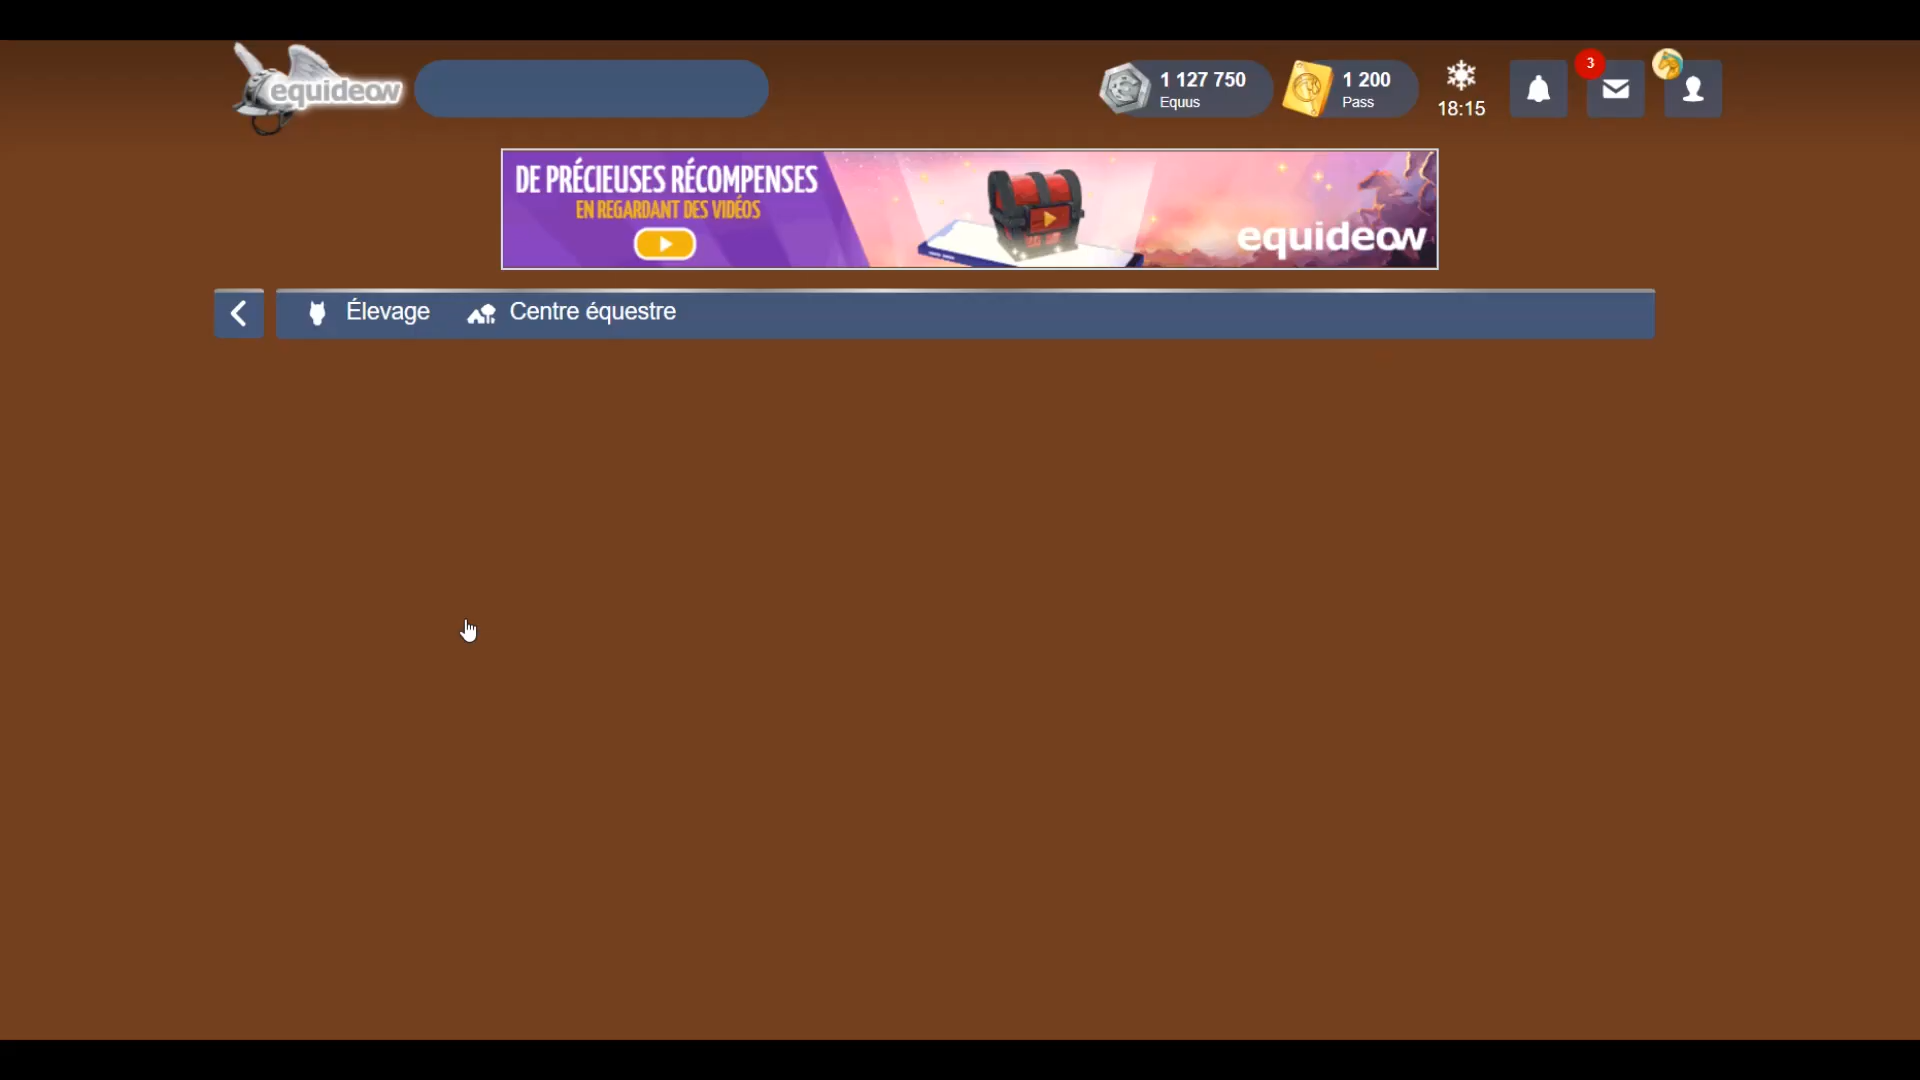 equideow
1 127 750
Equus
1 200
Pass
18:15
3
DE PRÉCIEUSES RÉCOMPENSES
EN REGARDANT DES VIDÉOS
equideow
Élevage
Centre équestre